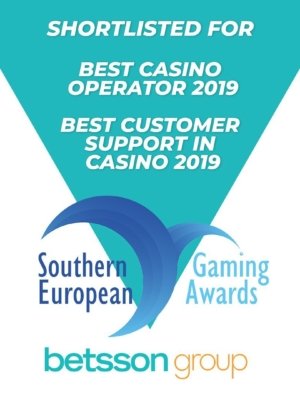 SHORTLISTED FOR
BEST CASINO
OPERATOR 2019
BEST CUSTOMER
SUPPORT IN
CASINO 2019
Southern Gaming
European Awards
betsson group